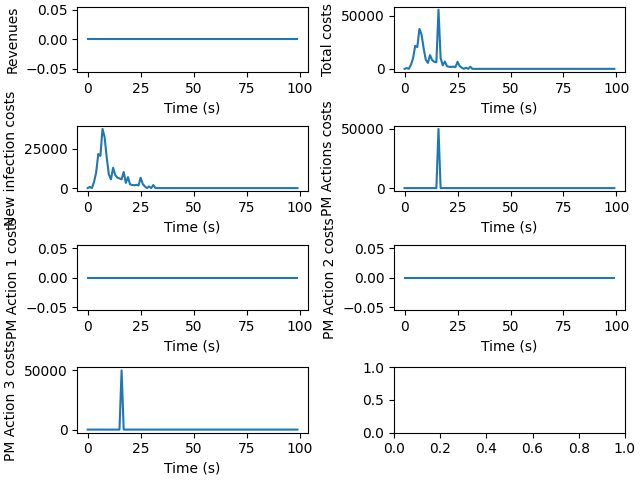 Revenues
0.05
0.00
−0.05
0 25 50 75 100
Time (s)
Total costs
50000
0
0 25 50 75 100
Time (s)
New infection costs
25000
0
0 25 50 75 100
Time (s)
PM Actions costs
50000
0
0 25 50 75 100
Time (s)
PM Action 1 costs
0.05
0.00
−0.05
0 25 50 75 100
Time (s)
PM Action 2 costs
0.05
0.00
−0.05
0 25 50 75 100
Time (s)
PM Action 3 costs
50000
0
0 25 50 75 100
Time (s)
1.0
0.5
0.0
0.0 0.2 0.4 0.6 0.8 1.0